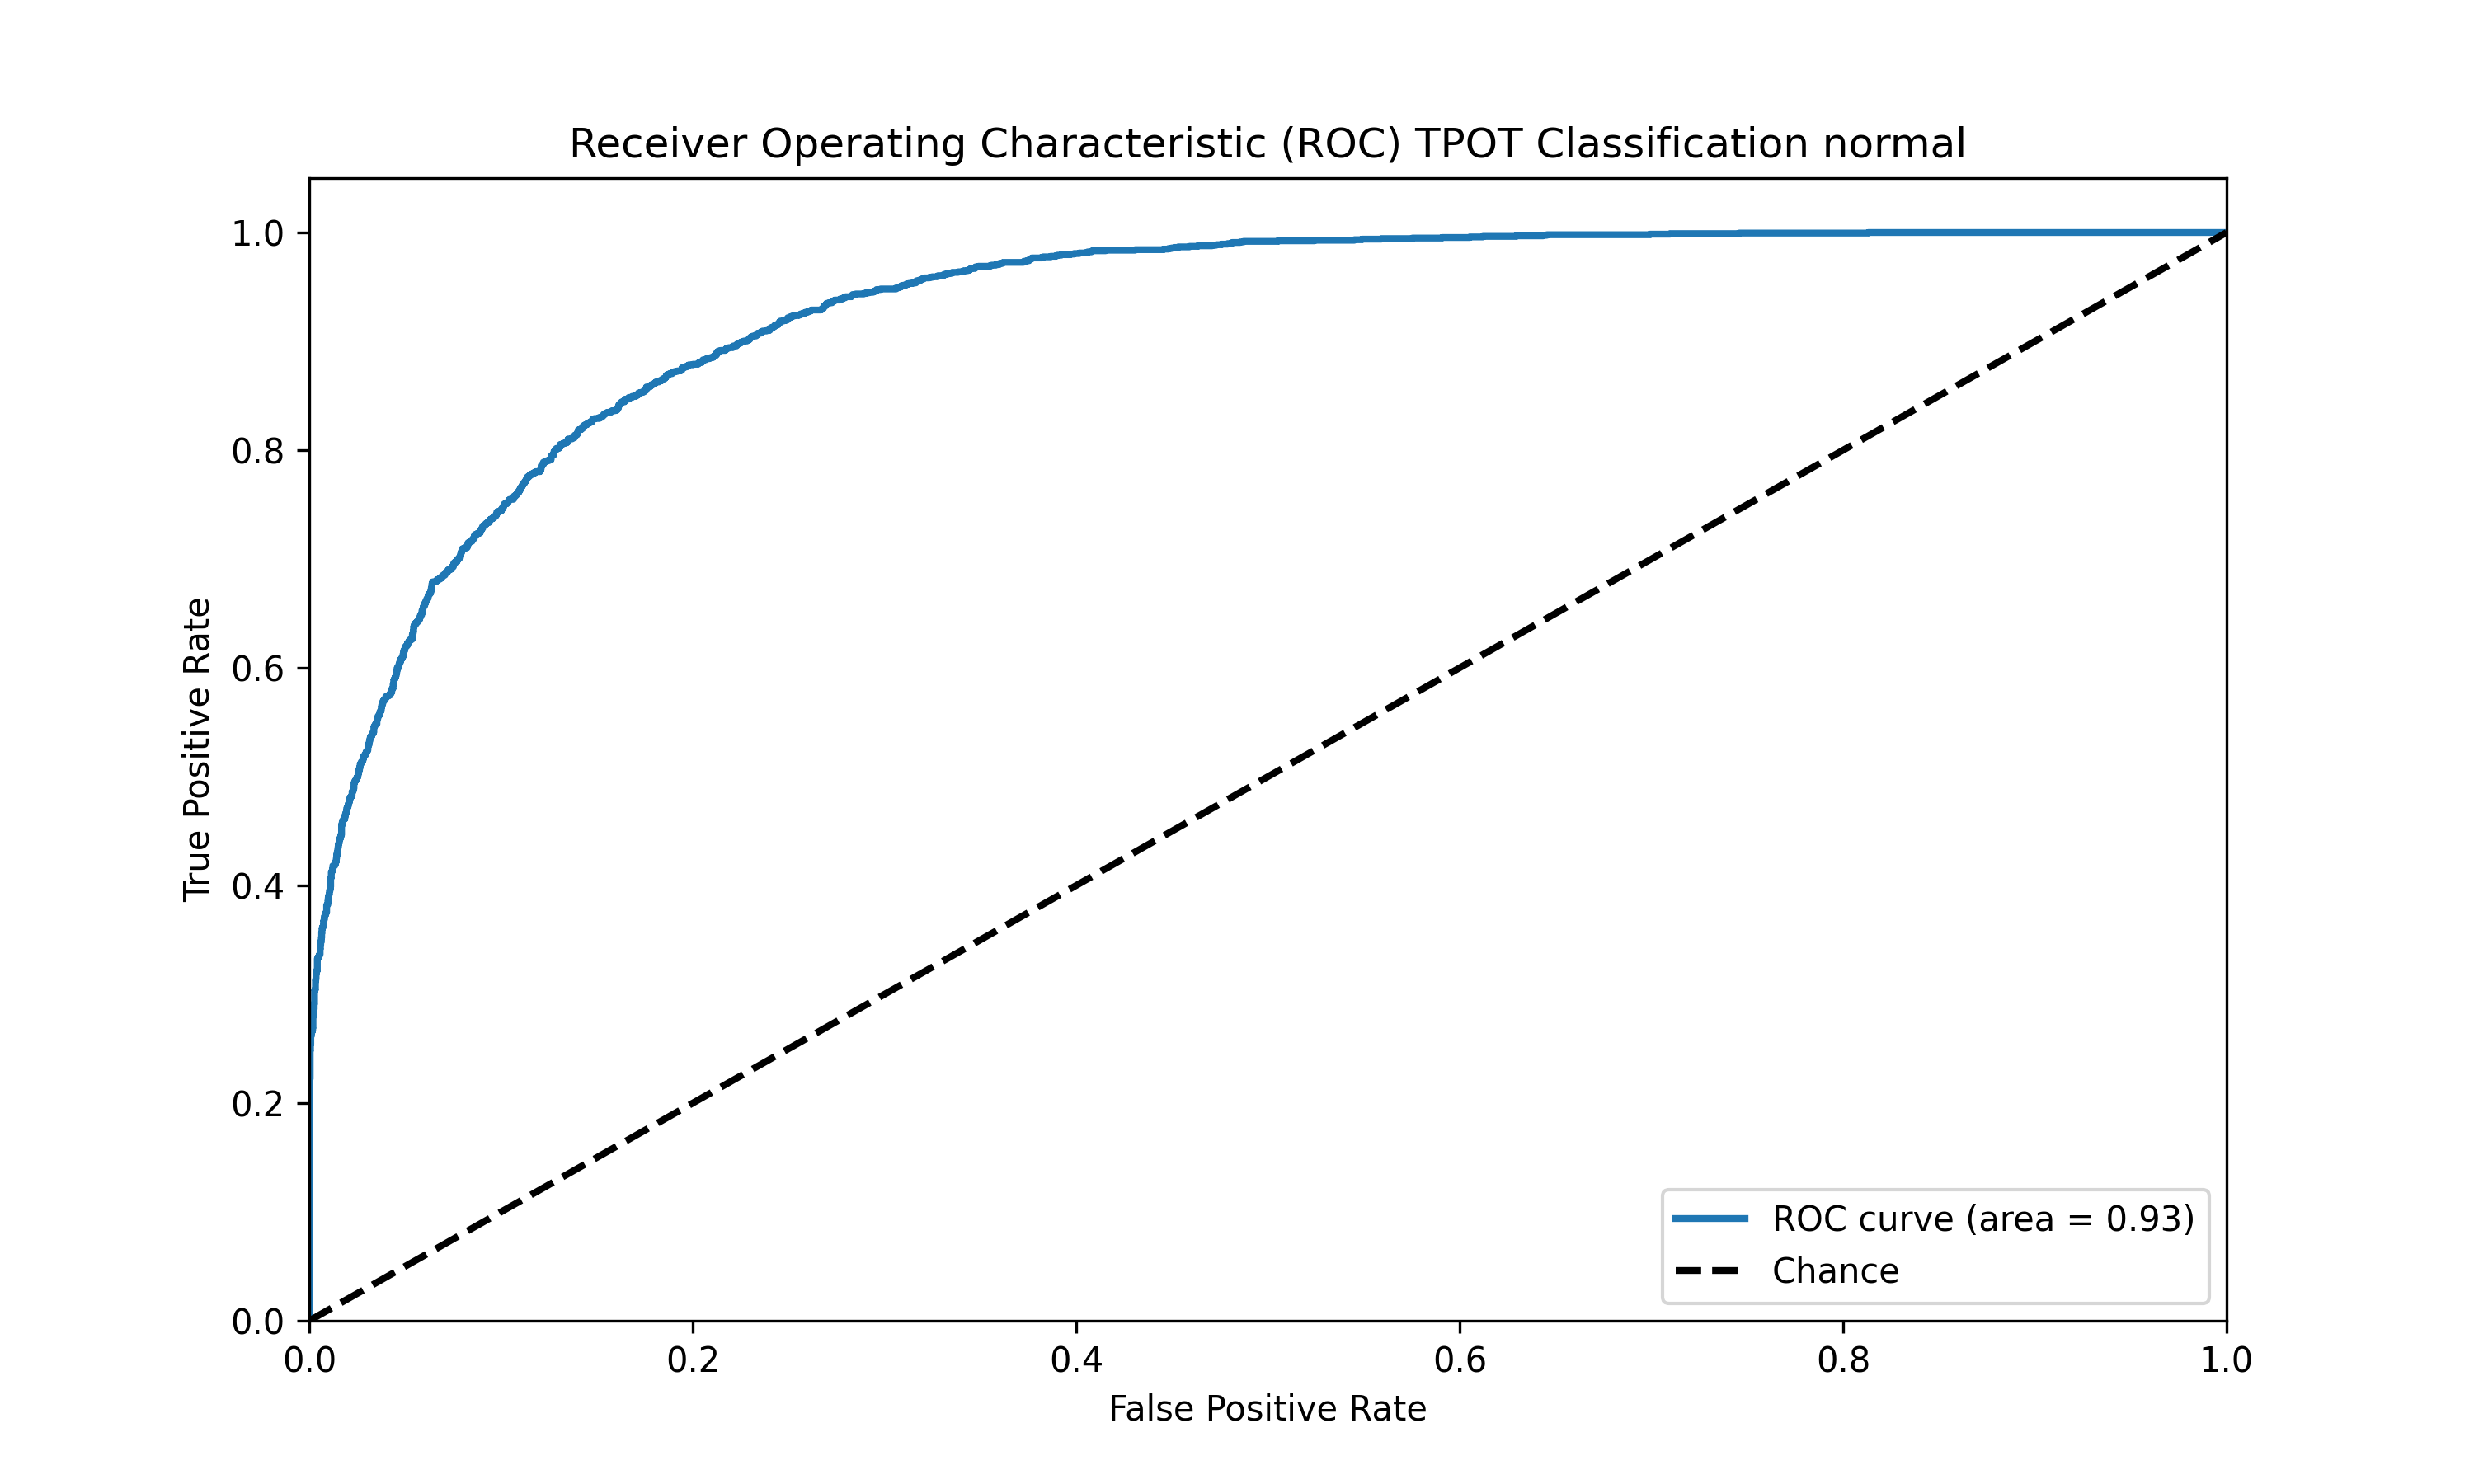 Receiver Operating Characteristic (ROC) TPOT Classification normal
1.0
0.8
0.6
0.4
0.2
0.0
True Positive Rate
0.0 0.2 0.4 0.6 0.8 1.0
False Positive Rate
ROC curve (area = 0.93)
Chance